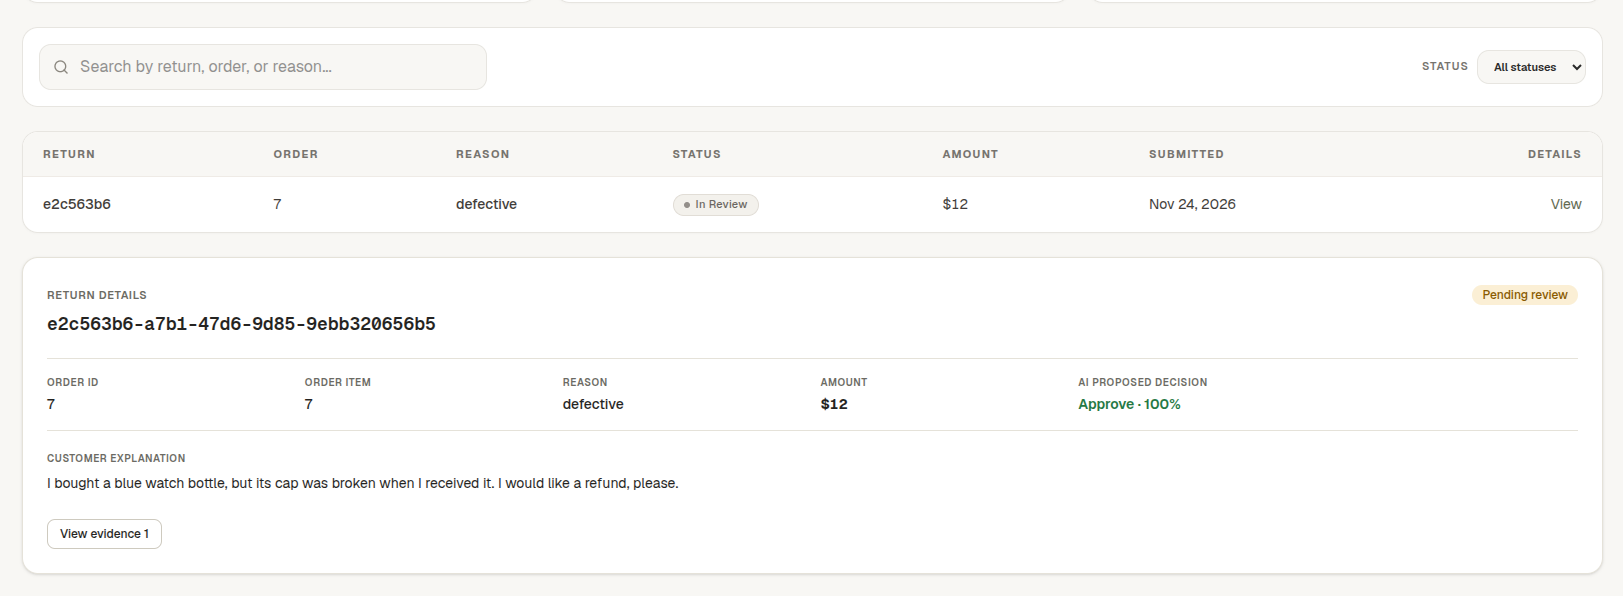 Search by return, order, or reason...
STATUS All statuses
RETURN ORDER REASON STATUS AMOUNT SUBMITTED DETAILS
e2c563b6 7 defective In Review $12 Nov 24, 2026 View
RETURN DETAILS Pending review
e2c563b6-a7b1-47d6-9d85-9ebb320656b5
ORDER ID ORDER ITEM REASON AMOUNT AI PROPOSED DECISION
7 7 defective $12 Approve · 100%
CUSTOMER EXPLANATION
I bought a blue watch bottle, but its cap was broken when I received it. I would like a refund, please.
View evidence 1